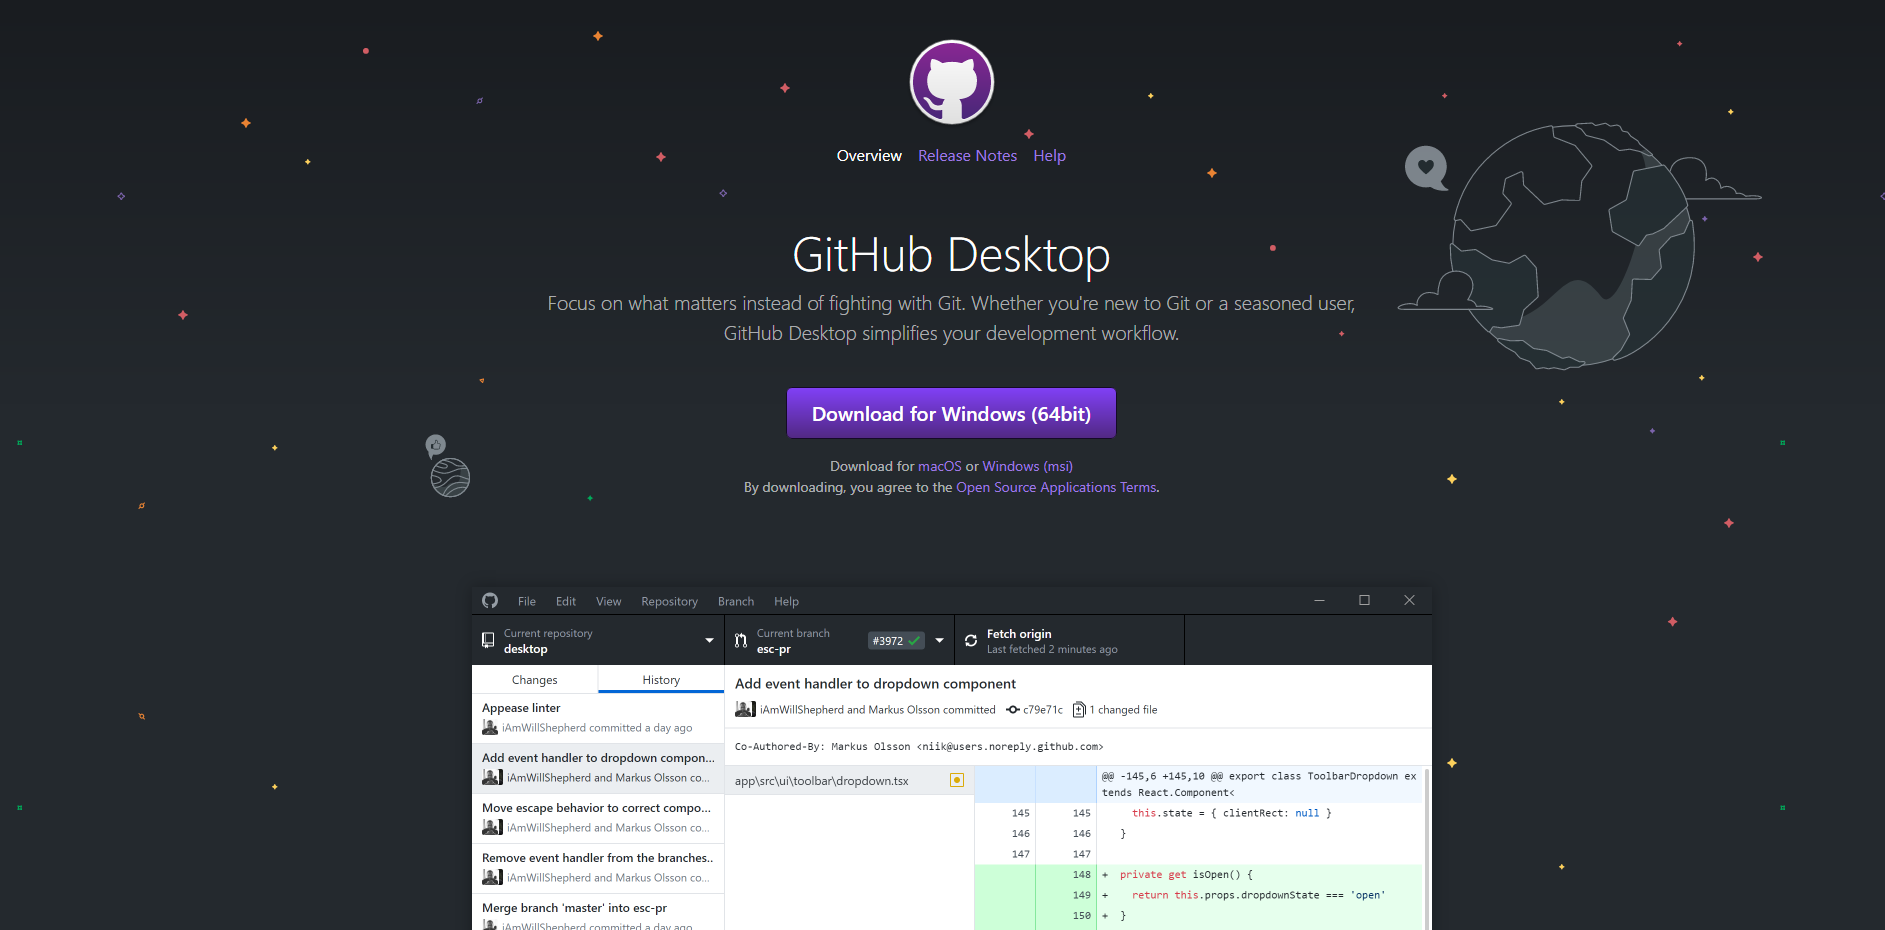 Overview Release Notes Help
GitHub Desktop
Focus on what matters instead of fighting with Git. Whether you're new to Git or a seasoned user,
GitHub Desktop simplifies your development workflow.
Download for Windows (64bit)
Download for macOS or Windows (msi)
By downloading, you agree to the Open Source Applications Terms.
File Edit View Repository Branch Help
Current repository
desktop
Current branch
esc-pr
#3972
Fetch origin
Last fetched 2 minutes ago
Changes History
Appease linter
iAmWillShepherd committed a day ago
Add event handler to dropdown compon...
iAmWillShepherd and Markus Olsson co...
Move escape behavior to correct compo...
iAmWillShepherd and Markus Olsson co...
Remove event handler from the branches..
iAmWillShepherd and Markus Olsson co...
Merge branch 'master' into esc-pr
iAmWillShepherd committed a day ago
Add event handler to dropdown component
iAmWillShepherd and Markus Olsson committed c79e71c 1 changed file
Co-Authored-By: Markus Olsson <niik@users.noreply.github.com>
app\src\ui\toolbar\dropdown.tsx
@@ -145,6 +145,10 @@ export class ToolbarDropdown ex
tends React.Component<
145 145 this.state = { clientRect: null }
146 146 }
147 147
148 + private get isOpen() {
149 + return this.props.dropdownState === 'open'
150 + }